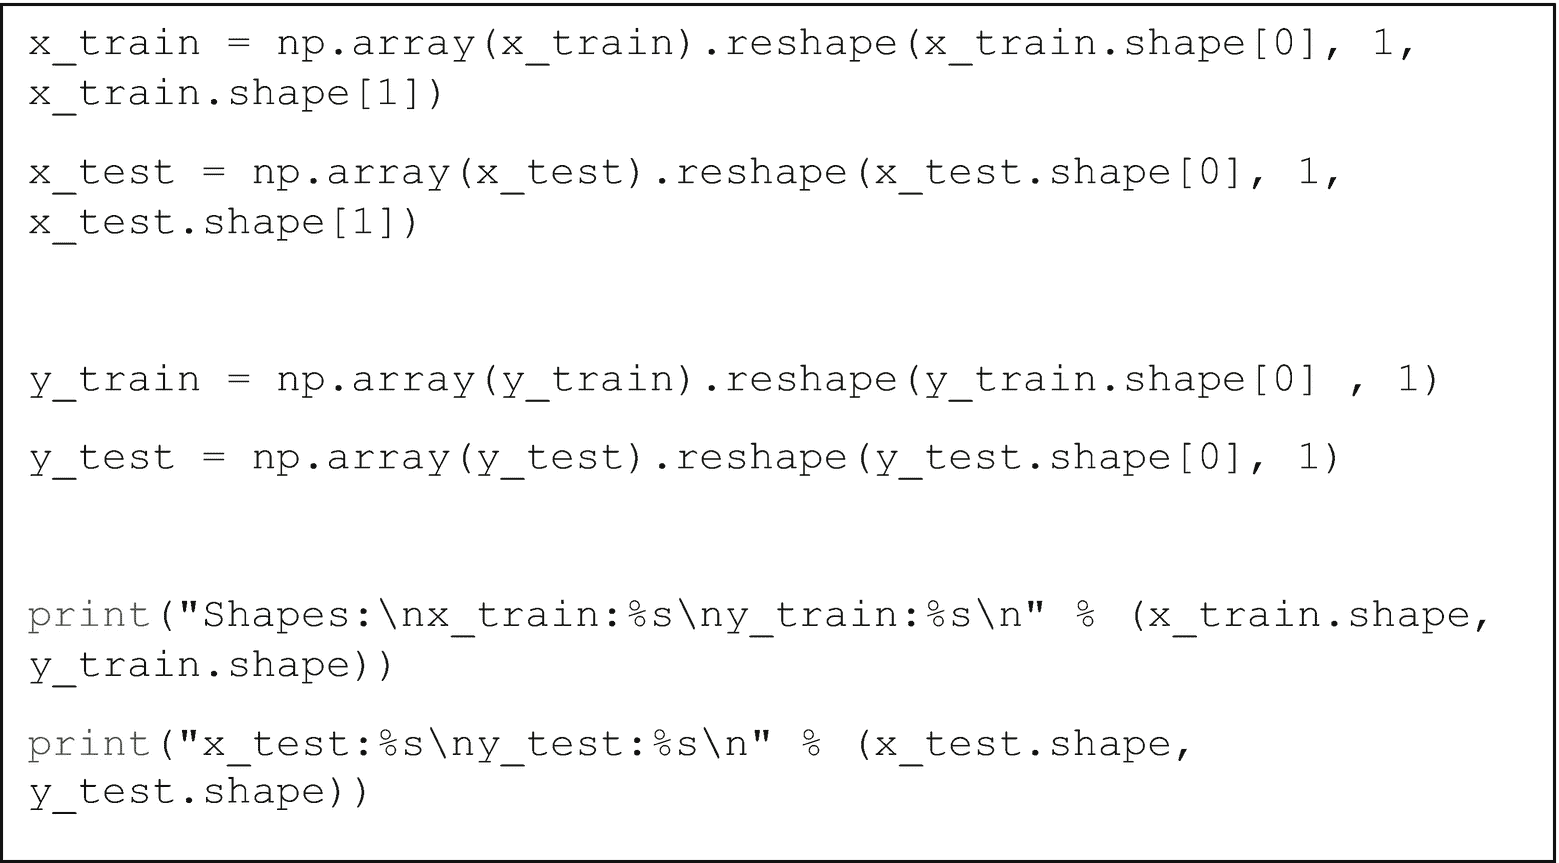 x_train = np.array(x_train).reshape(x_train.shape[0], 1,
x_train.shape[1])
x_test = np.array(x_test).reshape(x_test.shape[0], 1,
x_test.shape[1])
y_train = np.array(y_train).reshape(y_train.shape[0] , 1)
y_test = np.array(y_test).reshape(y_test.shape[0], 1)
print("Shapes:\nx_train:%s\ny_train:%s\n" % (x_train.shape,
y_train.shape))
print("x_test:%s\ny_test:%s\n" % (x_test.shape,
y_test.shape))